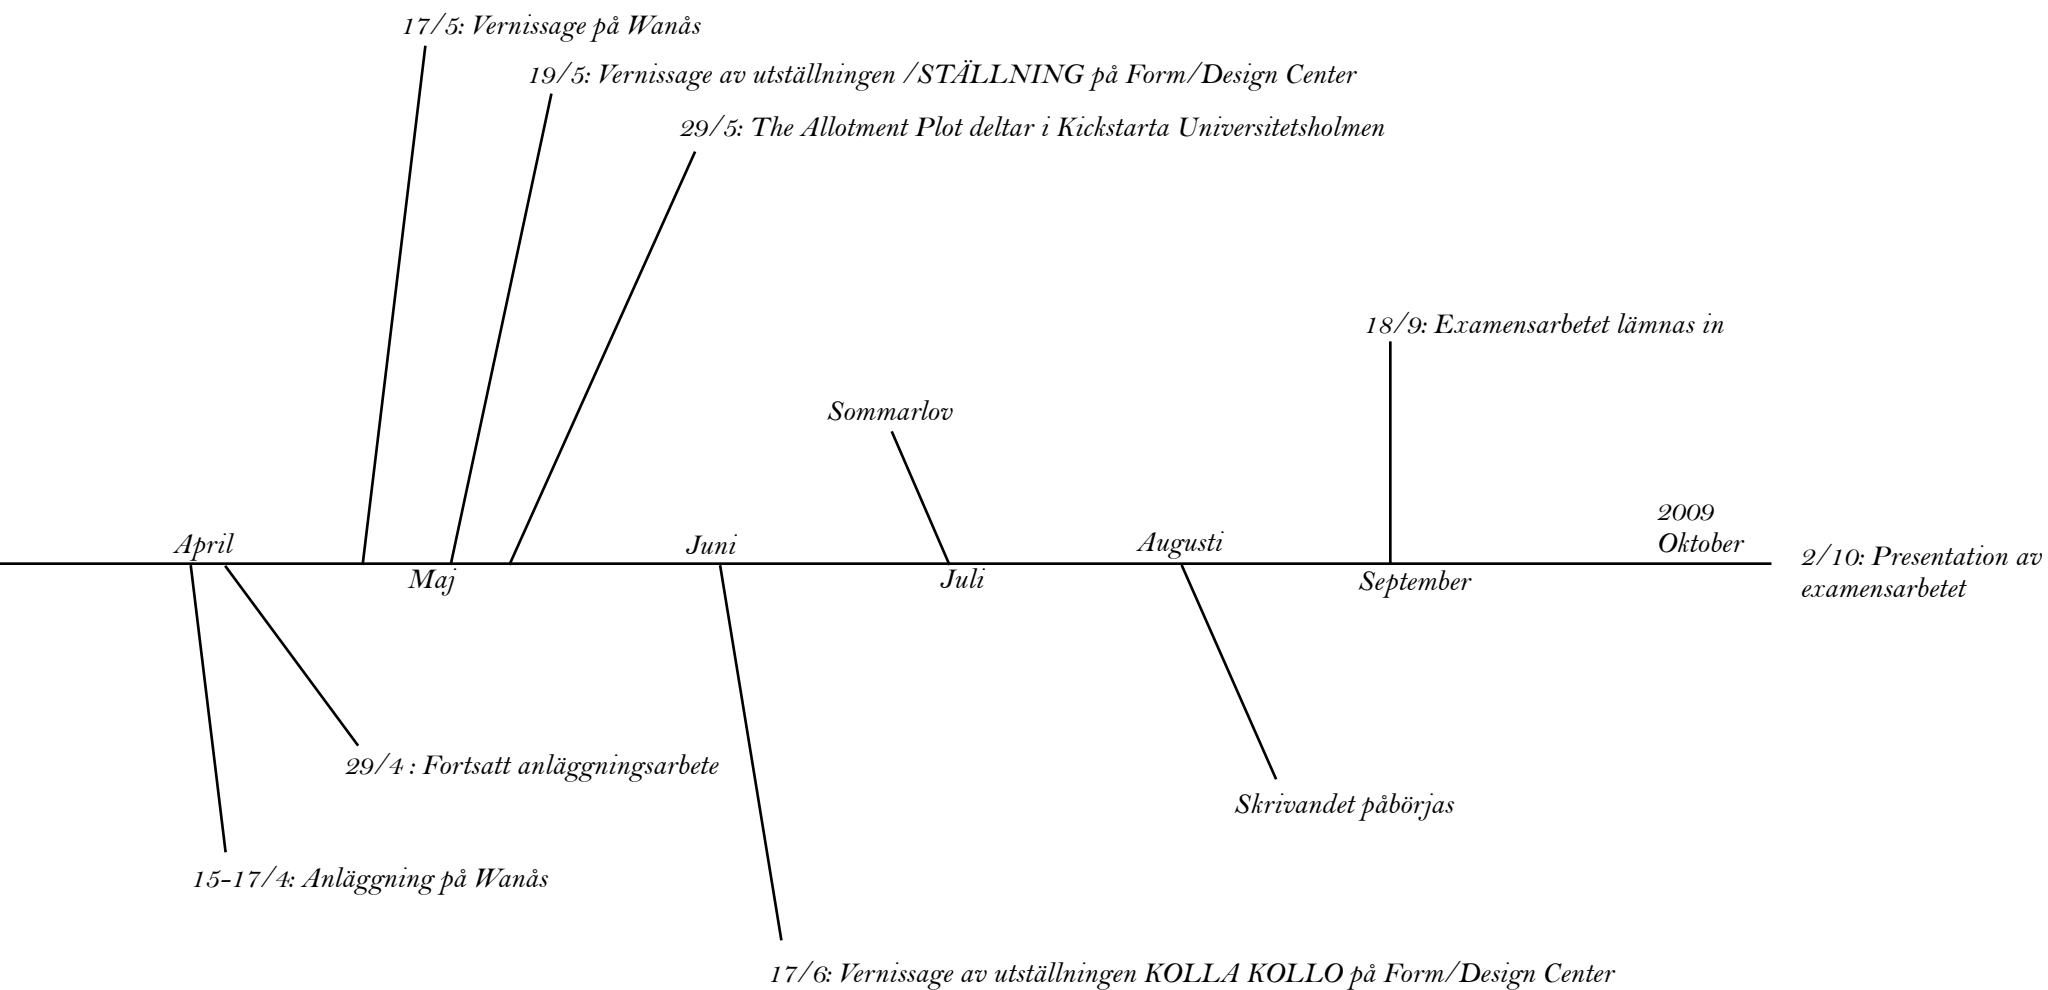 17/5: Vernissage på Wanås
19/5: Vernissage av utställningen /STÄLLNING på Form/Design Center
29/5: The Allotment Plot deltar i Kickstarta Universitetsholmen
18/9: Examensarbetet lämnas in
Sommarlov
2009
April
Juni
Augusti
Oktober
2/10: Presentation av
examensarbetet
Maj
Juli
September
29/4 : Fortsatt anläggningsarbete
Skrivandet påbörjas
15-17/4: Anläggning på Wanås
17/6: Vernissage av utställningen KOLLA KOLLO på Form/Design Center